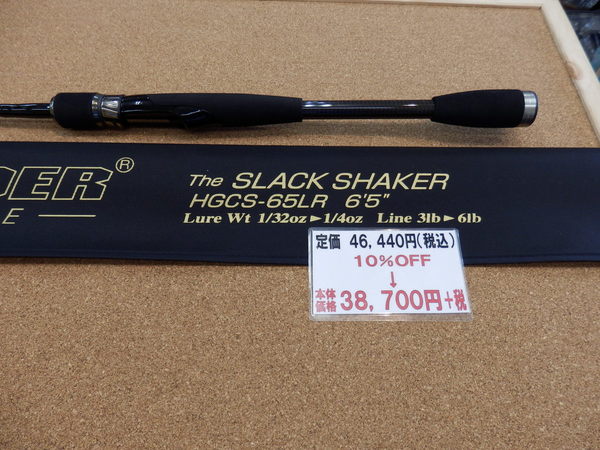 The SLACK SHAKER
HGCS-65LR 6'5"
Lure Wt 1/32oz►1/4oz Line 3lb►6lb
定価 46,440円(税込)
10%OFF
↓
本体価格 38,700円+税